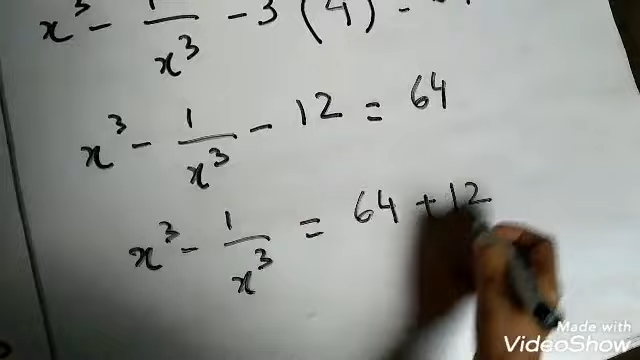 x³ - 1/x³ - 3 (4) -
x³ - 1/x³ - 12 = 64
x³ - 1/x³ = 64 + 12
Made with
VideoShow